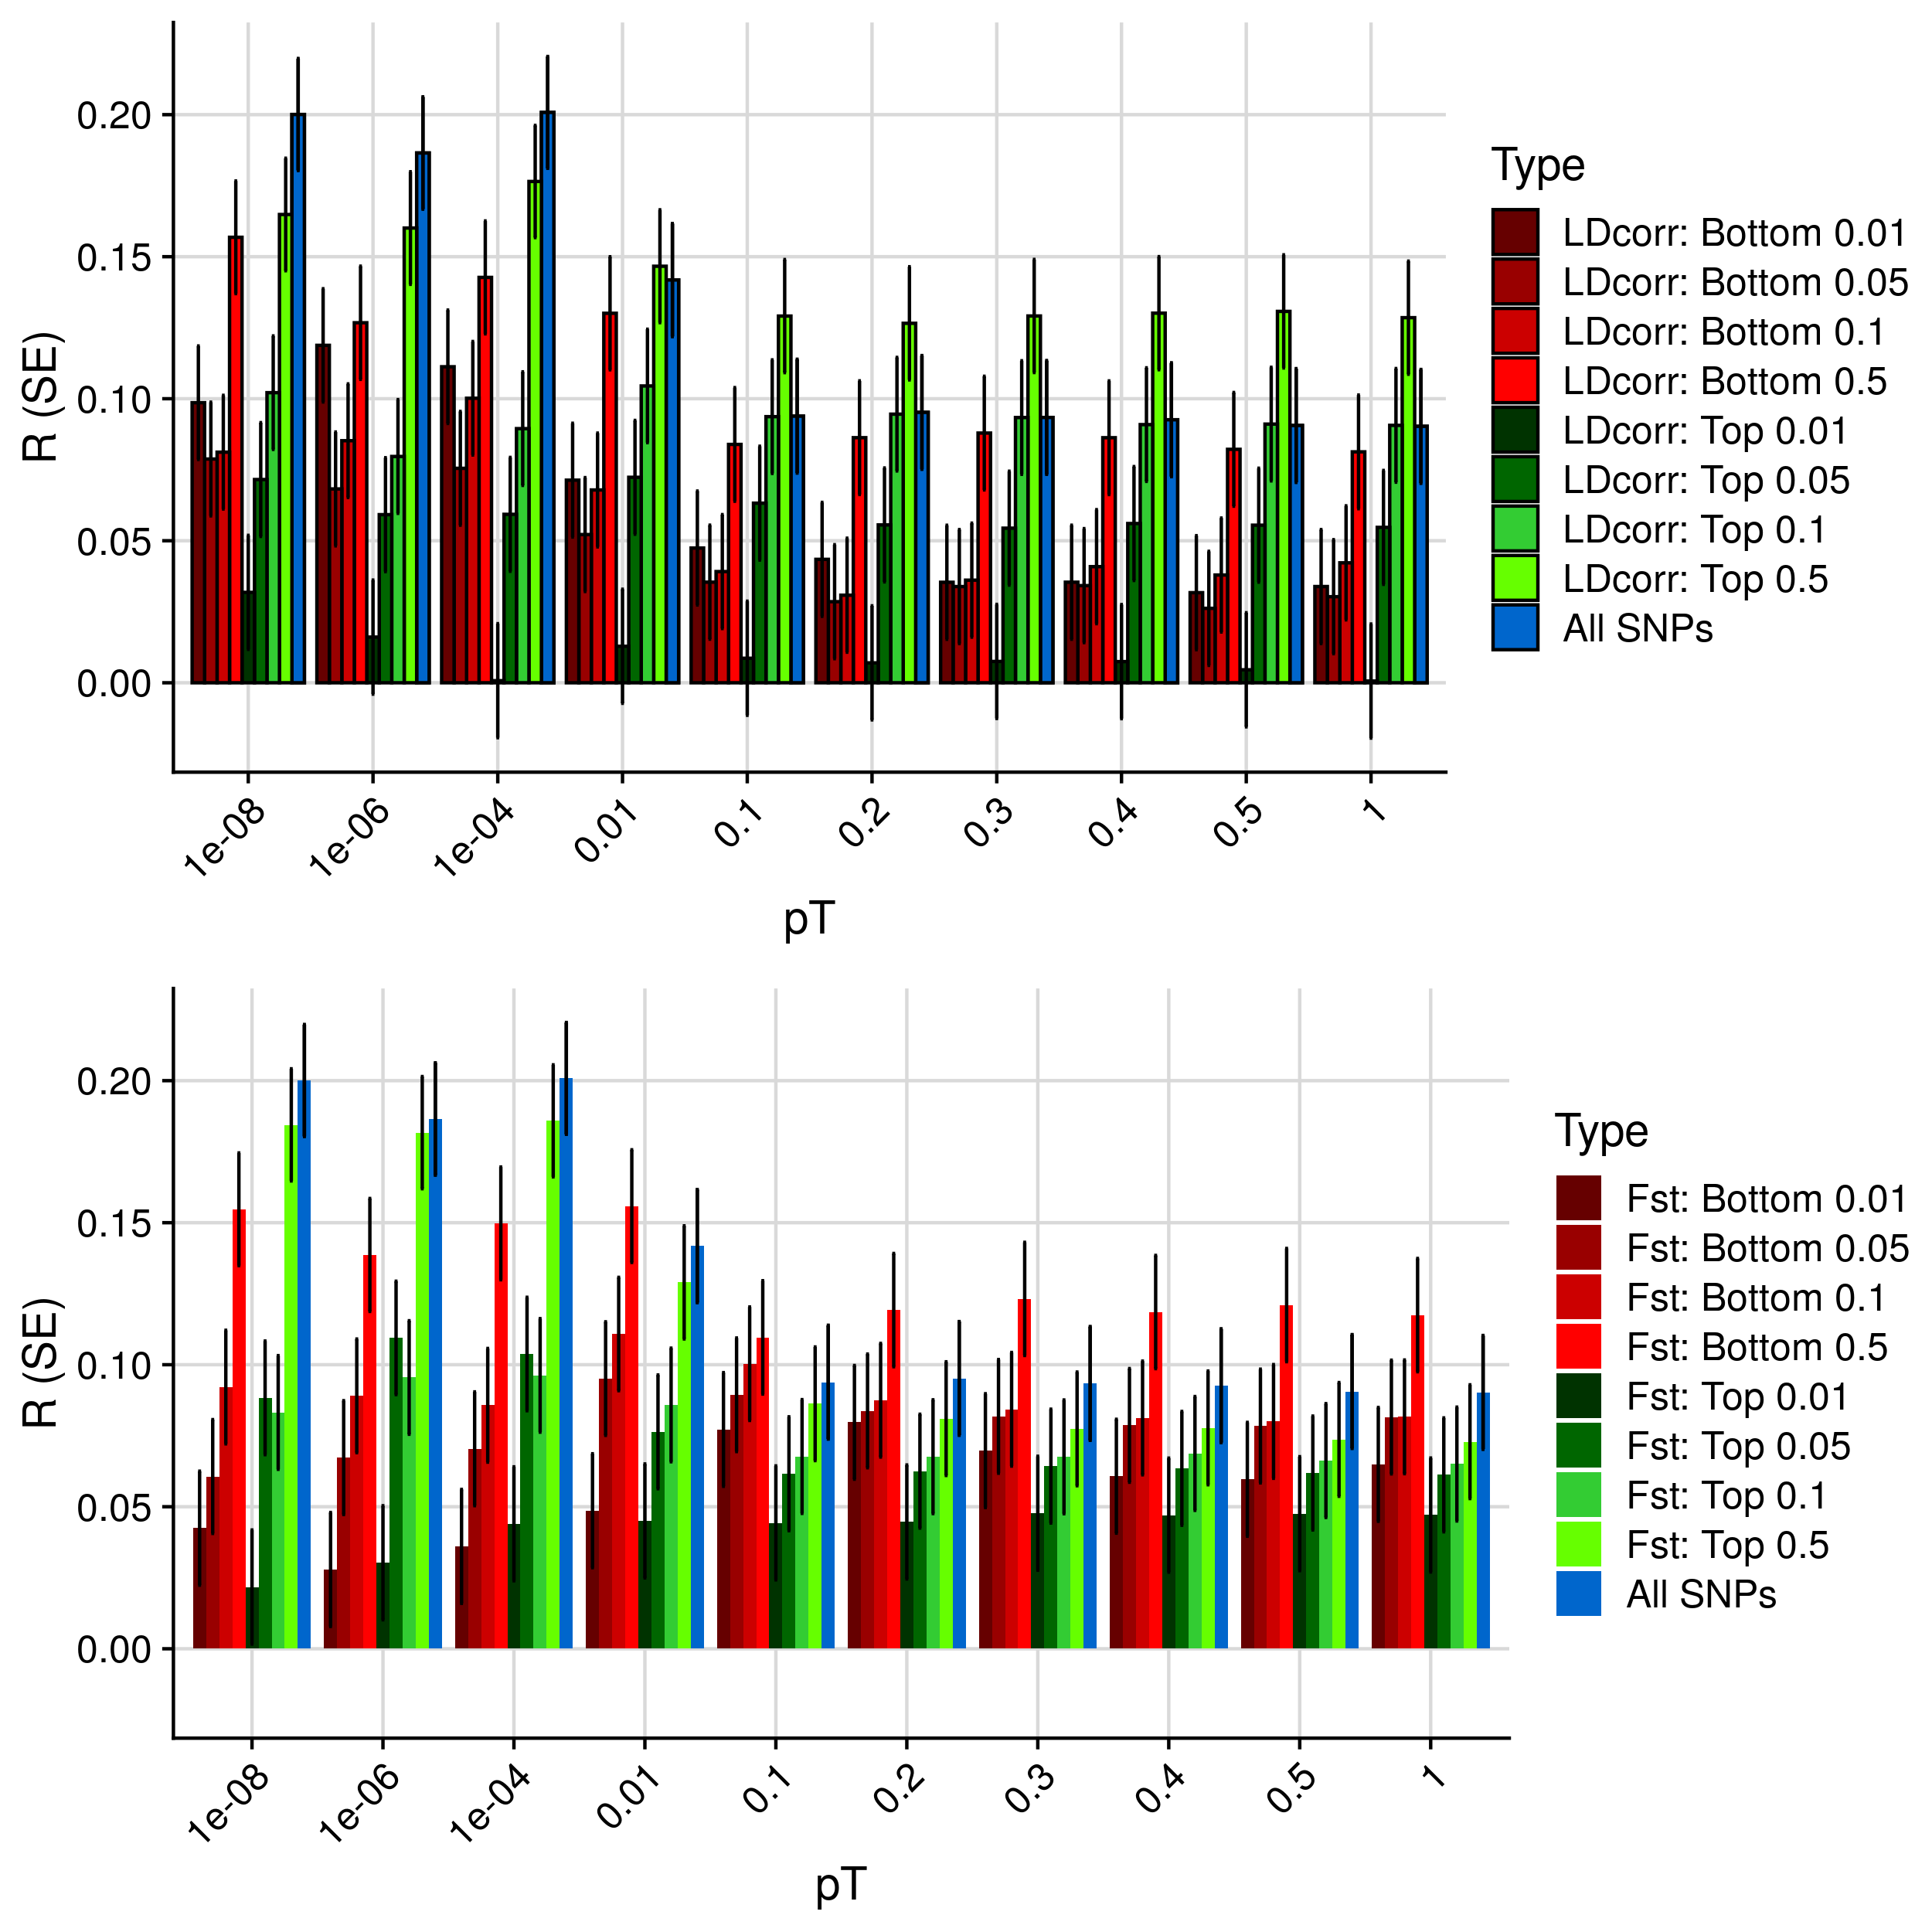 R (SE)
0.20
0.15
0.10
0.05
0.00
1e-08
1e-06
1e-04
0.01
0.1
0.2
0.3
0.4
0.5
1
pT
Type
LDcorr: Bottom 0.01
LDcorr: Bottom 0.05
LDcorr: Bottom 0.1
LDcorr: Bottom 0.5
LDcorr: Top 0.01
LDcorr: Top 0.05
LDcorr: Top 0.1
LDcorr: Top 0.5
All SNPs
R (SE)
0.20
0.15
0.10
0.05
0.00
1e-08
1e-06
1e-04
0.01
0.1
0.2
0.3
0.4
0.5
1
pT
Type
Fst: Bottom 0.01
Fst: Bottom 0.05
Fst: Bottom 0.1
Fst: Bottom 0.5
Fst: Top 0.01
Fst: Top 0.05
Fst: Top 0.1
Fst: Top 0.5
All SNPs